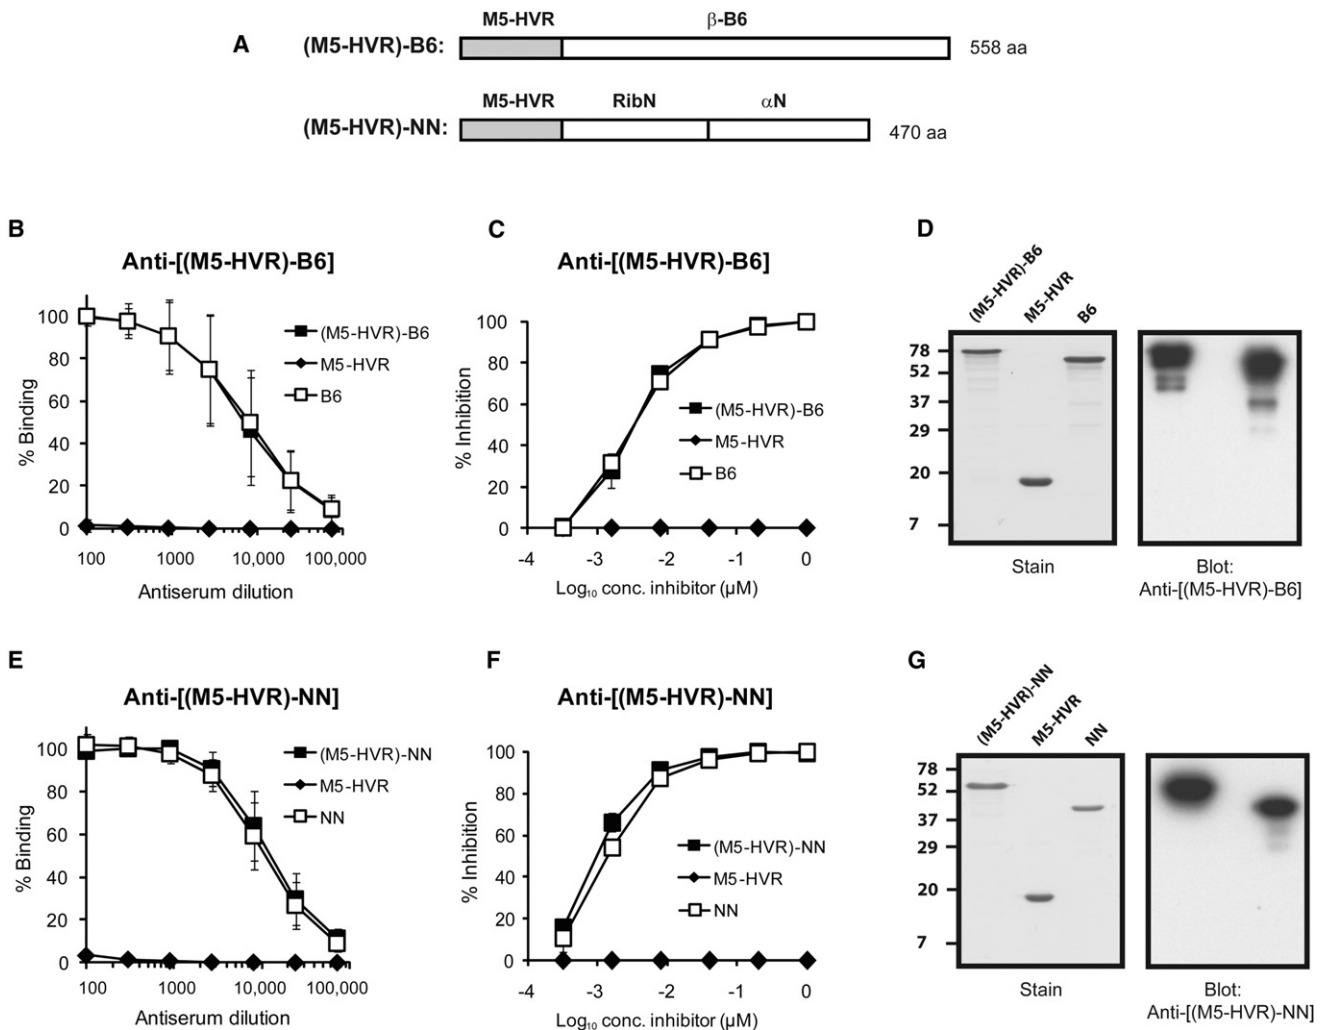 A
M5-HVR β-B6
(M5-HVR)-B6: 558 aa
M5-HVR RibN αN
(M5-HVR)-NN: 470 aa
B
Anti-[(M5-HVR)-B6]
% Binding
100
80
60
40
20
0
100 1000 10,000 100,000
Antiserum dilution
(M5-HVR)-B6
M5-HVR
B6
C
Anti-[(M5-HVR)-B6]
% Inhibition
100
80
60
40
20
0
-4 -3 -2 -1 0
Log₁₀ conc. inhibitor (μM)
(M5-HVR)-B6
M5-HVR
B6
D
(M5-HVR)-B6
M5-HVR
B6
78
52
37
29
20
7
Stain
Blot:
Anti-[(M5-HVR)-B6]
E
Anti-[(M5-HVR)-NN]
% Binding
100
80
60
40
20
0
100 1000 10,000 100,000
Antiserum dilution
(M5-HVR)-NN
M5-HVR
NN
F
Anti-[(M5-HVR)-NN]
% Inhibition
100
80
60
40
20
0
-4 -3 -2 -1 0
Log₁₀ conc. inhibitor (μM)
(M5-HVR)-NN
M5-HVR
NN
G
(M5-HVR)-NN
M5-HVR
NN
78
52
37
29
20
7
Stain
Blot:
Anti-[(M5-HVR)-NN]